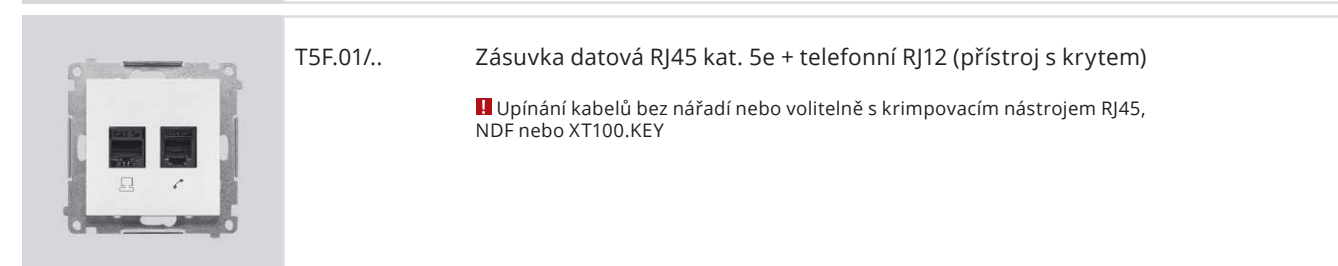 T5F.01/..
Zásuvka datová RJ45 kat. 5e + telefonní RJ12 (přístroj s krytem)
! Upínání kabelů bez nářadí nebo volitelně s krimpovacím nástrojem RJ45,
NDF nebo XT100.KEY